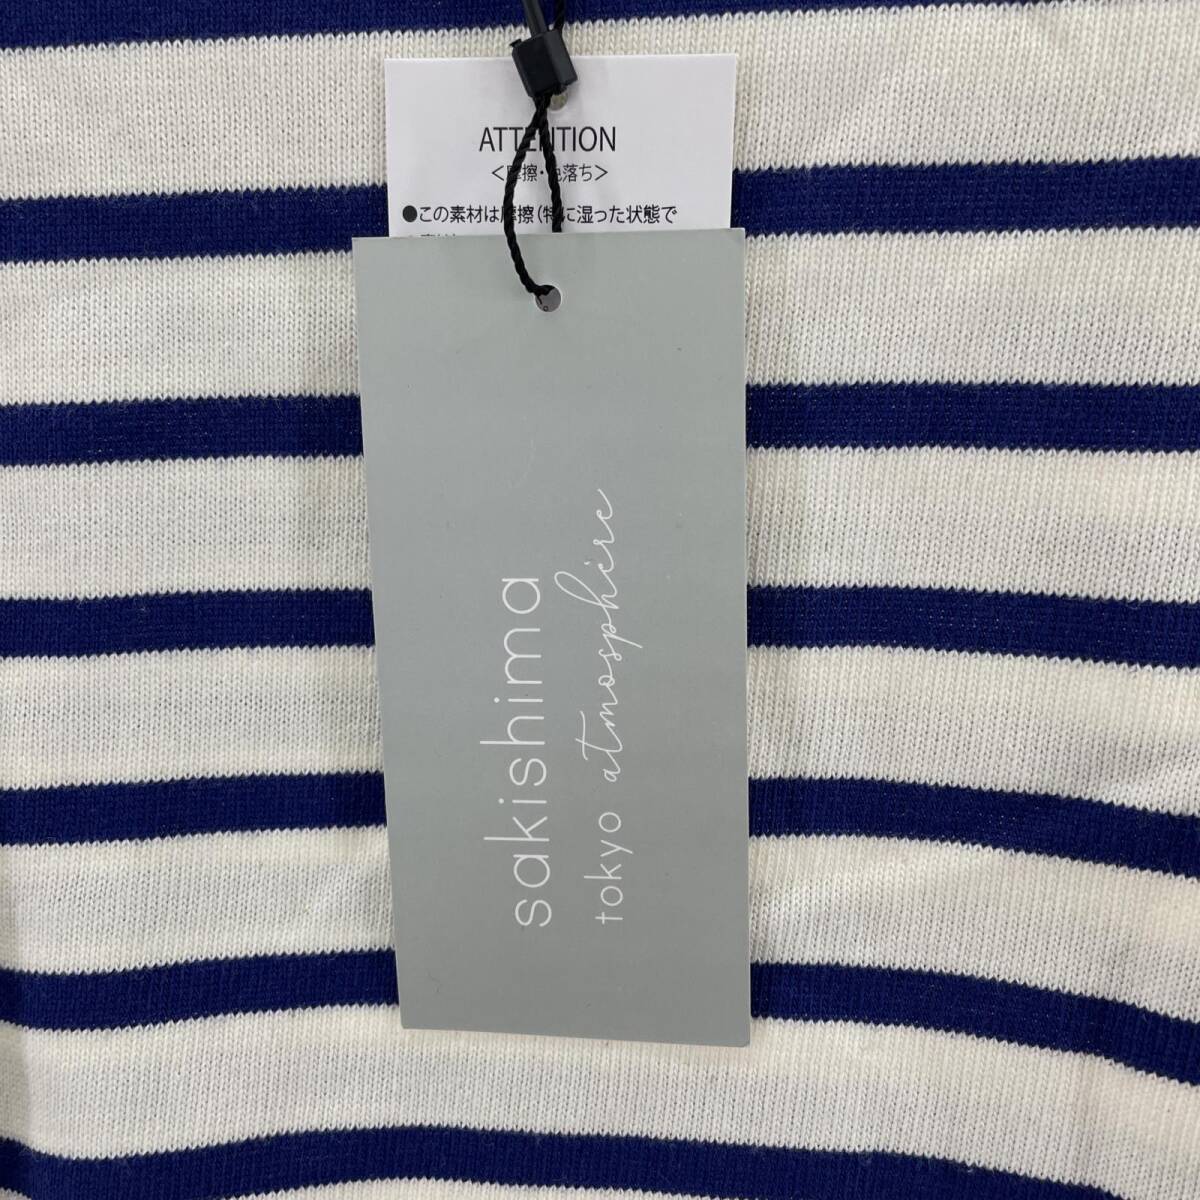 ATTENTION
<摩擦・色落ち>
●この素材は摩擦(特に湿った状態で
sakishima
tokyo atmosphere